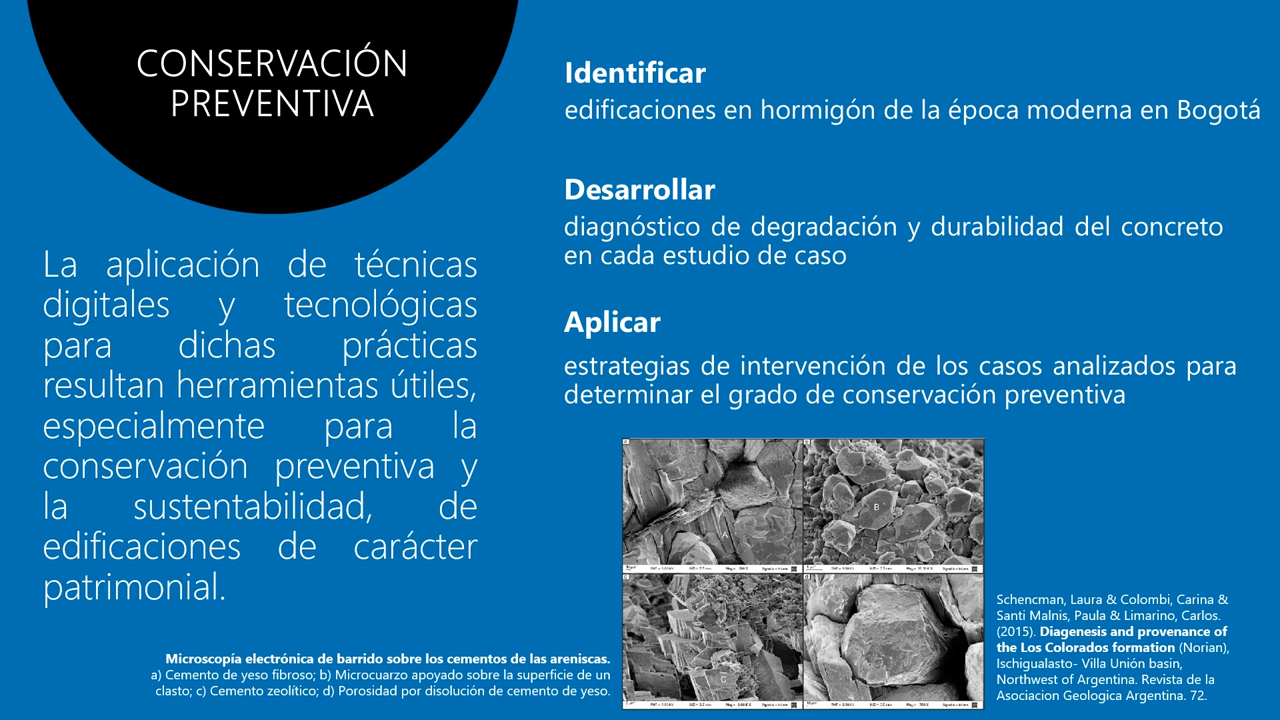 CONSERVACIÓN
PREVENTIVA
La aplicación de técnicas
digitales y tecnológicas
para dichas prácticas
resultan herramientas útiles,
especialmente para la
conservación preventiva y
la sustentabilidad, de
edificaciones de carácter
patrimonial.
Identificar
edificaciones en hormigón de la época moderna en Bogotá
Desarrollar
diagnóstico de degradación y durabilidad del concreto
en cada estudio de caso
Aplicar
estrategias de intervención de los casos analizados para
determinar el grado de conservación preventiva
Microscopía electrónica de barrido sobre los cementos de las areniscas.
a) Cemento de yeso fibroso; b) Microcuarzo apoyado sobre la superficie de un
clasto; c) Cemento zeolítico; d) Porosidad por disolución de cemento de yeso.
A
B
C
Schencman, Laura & Colombi, Carina &
Santi Malnis, Paula & Limarino, Carlos.
(2015). Diagenesis and provenance of
the Los Colorados formation (Norian),
Ischigualasto- Villa Unión basin,
Northwest of Argentina. Revista de la
Asociacion Geologica Argentina. 72.